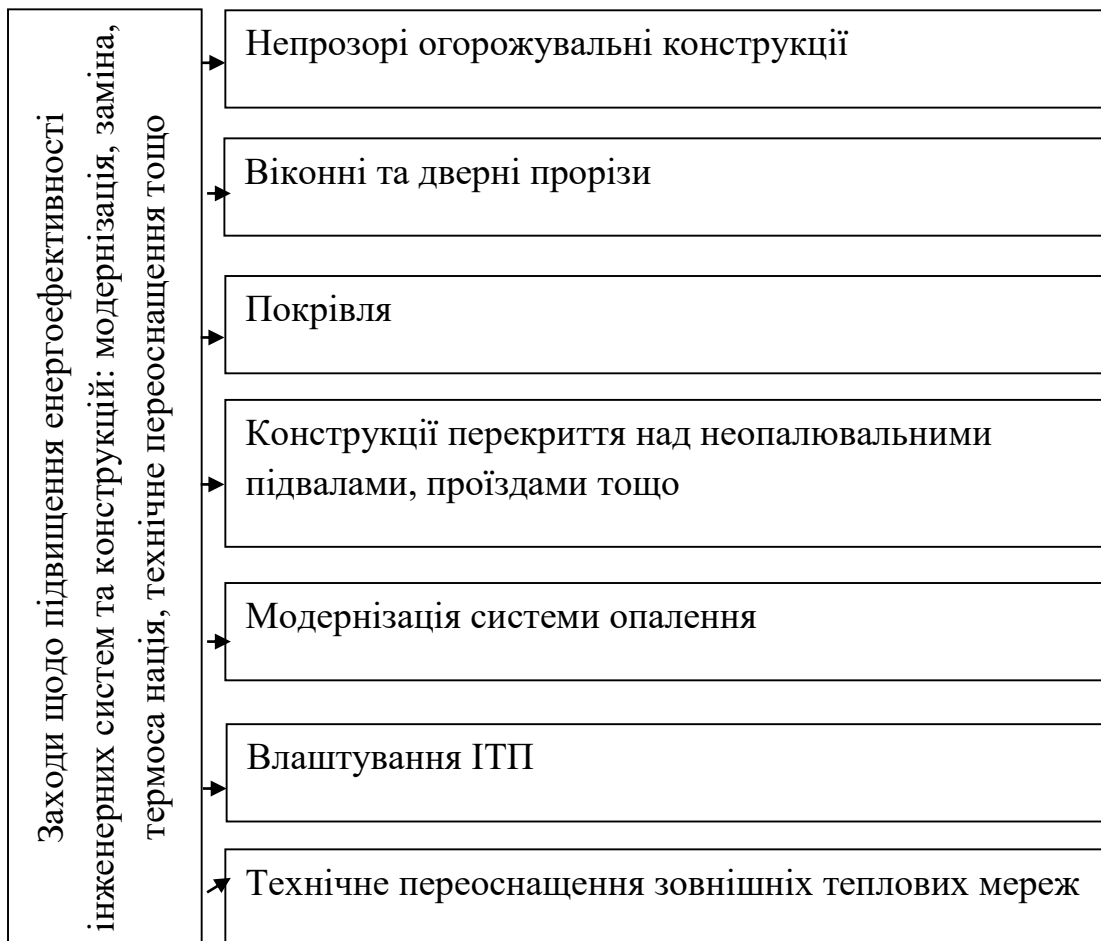 Заходи щодо підвищення енергоефективності
інженерних систем та конструкцій: модернізація, заміна,
термоса нація, технічне переоснащення тощо
Непрозорі огорожувальні конструкції
Віконні та дверні прорізи
Покрівля
Конструкції перекриття над неопалювальними
підвалами, проїздами тощо
Модернізація системи опалення
Влаштування ІТП
Технічне переоснащення зовнішніх теплових мереж